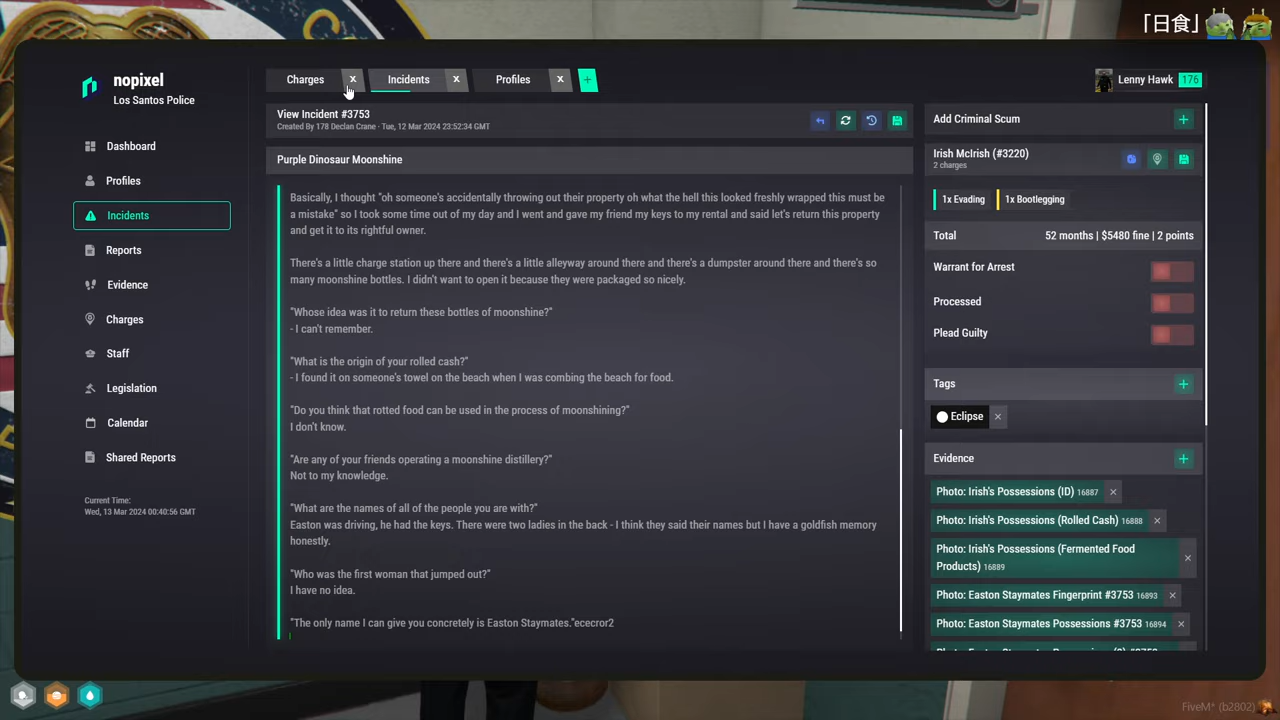 「日食」
nopixel
Los Santos Police
Dashboard
Profiles
Incidents
Reports
Evidence
Charges
Staff
Legislation
Calendar
Shared Reports
Current Time:
Wed, 13 Mar 2024 00:40:56 GMT
Charges x
Incidents x
Profiles x
+
Lenny Hawk 176
View Incident #3753
Created By 178 Declan Crane · Tue, 12 Mar 2024 23:52:34 GMT
Purple Dinosaur Moonshine
Basically, I thought "oh someone's accidentally throwing out their property oh what the hell this looked freshly wrapped this must be
a mistake" so I took some time out of my day and I went and gave my friend my keys to my rental and said let's return this property
and get it to its rightful owner.
There's a little charge station up there and there's a little alleyway around there and there's a dumpster around there and there's so
many moonshine bottles. I didn't want to open it because they were packaged so nicely.
"Whose idea was it to return these bottles of moonshine?"
- I can't remember.
"What is the origin of your rolled cash?"
- I found it on someone's towel on the beach when I was combing the beach for food.
"Do you think that rotted food can be used in the process of moonshining?"
I don't know.
"Are any of your friends operating a moonshine distillery?"
Not to my knowledge.
"What are the names of all of the people you are with?"
Easton was driving, he had the keys. There were two ladies in the back - I think they said their names but I have a goldfish memory
honestly.
"Who was the first woman that jumped out?"
I have no idea.
"The only name I can give you concretely is Easton Staymates."ececror2
Add Criminal Scum +
Irish McIrish (#3220)
2 charges
1x Evading
1x Bootlegging
Total 52 months | $5480 fine | 2 points
Warrant for Arrest
Processed
Plead Guilty
Tags +
Eclipse x
Evidence +
Photo: Irish's Possessions (ID) 16887 x
Photo: Irish's Possessions (Rolled Cash) 16888 x
Photo: Irish's Possessions (Fermented Food
Products) 16889 x
Photo: Easton Staymates Fingerprint #3753 16893 x
Photo: Easton Staymates Possessions #3753 16894 x
FiveM* (b2802)